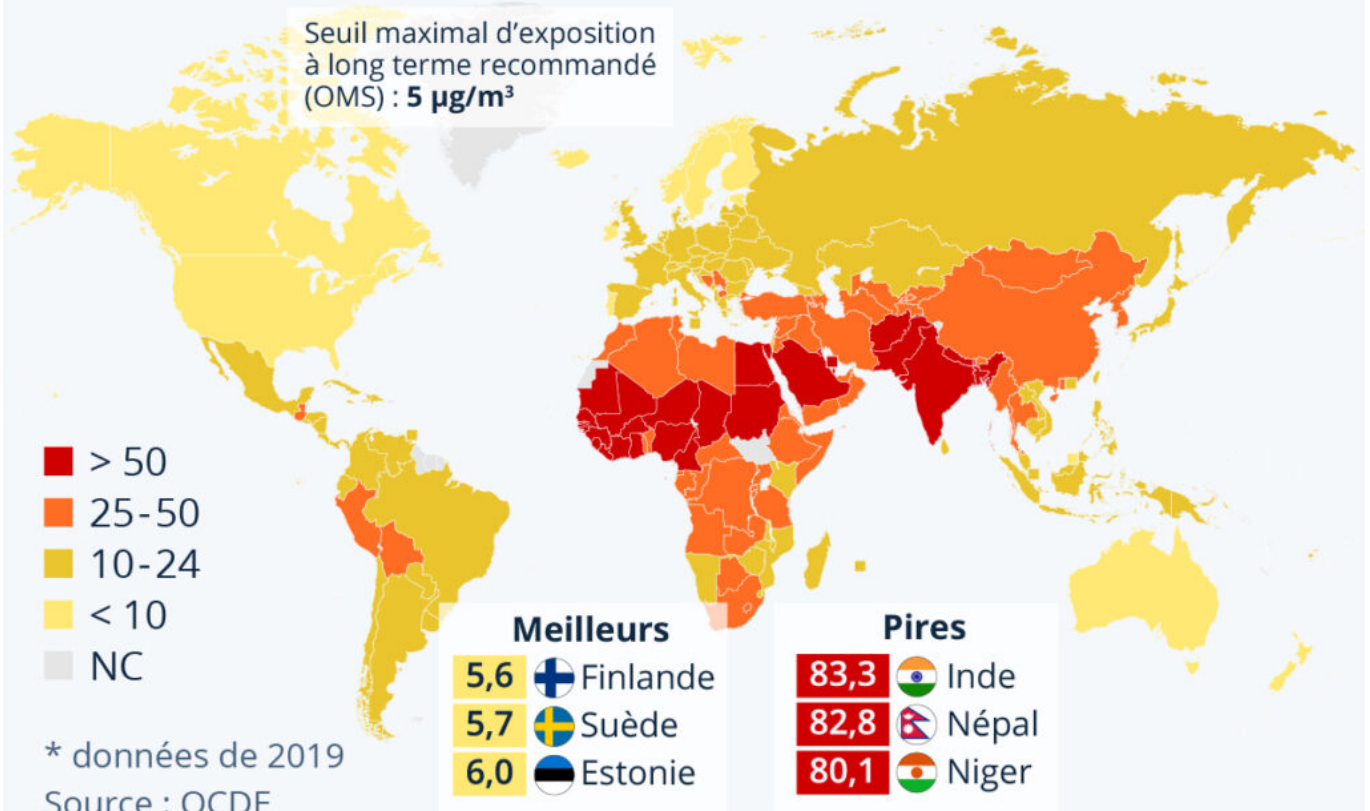 Seuil maximal d'exposition
à long terme recommandé
(OMS) : 5 µg/m³
> 50
25-50
10-24
< 10
NC
* données de 2019
Source : OCDE
Meilleurs
5,6 Finlande
5,7 Suède
6,0 Estonie
Pires
83,3 Inde
82,8 Népal
80,1 Niger